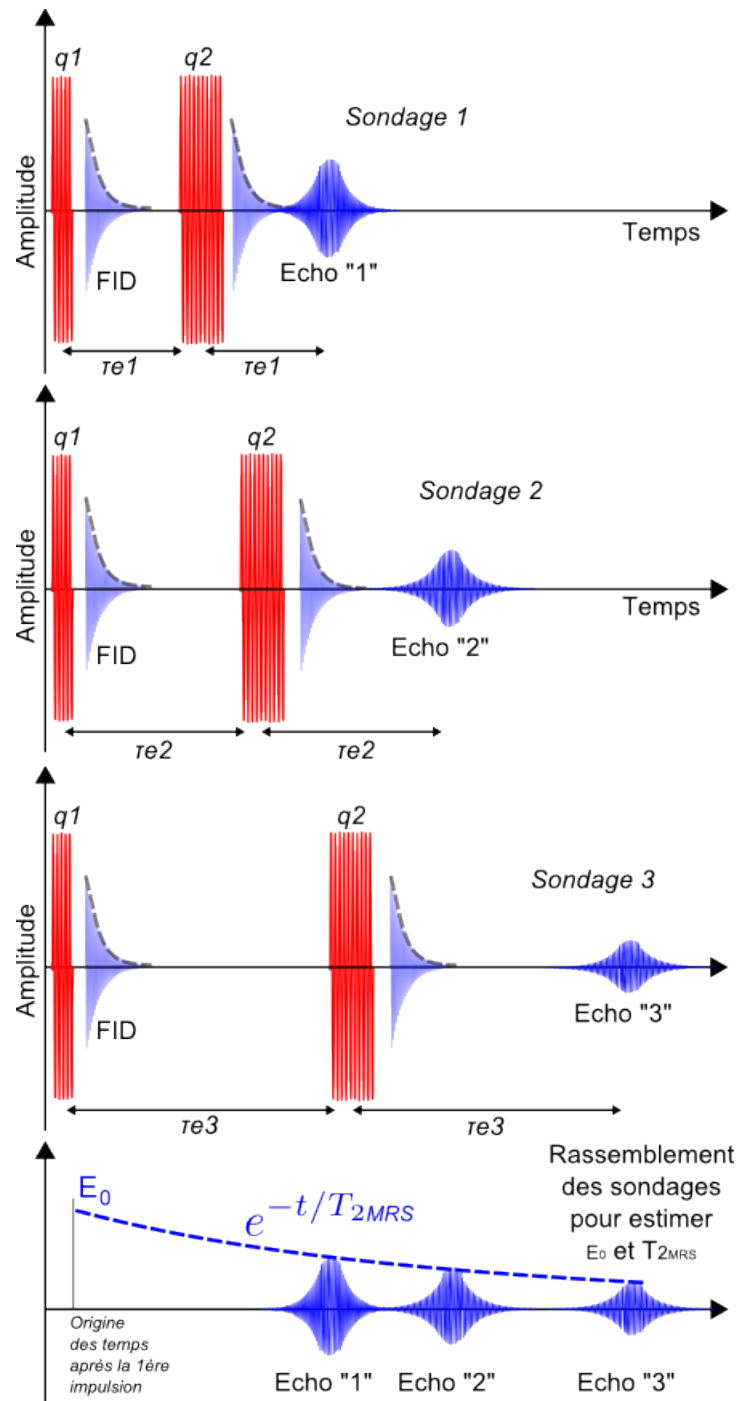 q1
q2
Sondage 1
Amplitude
Temps
FID
Echo "1"
τe1
τe1
q1
q2
Sondage 2
Amplitude
Temps
FID
Echo "2"
τe2
τe2
q1
q2
Sondage 3
Amplitude
FID
Echo "3"
τe3
τe3
Rassemblement
des sondages
pour estimer
E₀ et T2MRS
E₀
e^{-t/T_{2MRS}}
Origine
des temps
après la 1ère
impulsion
Echo "1"
Echo "2"
Echo "3"